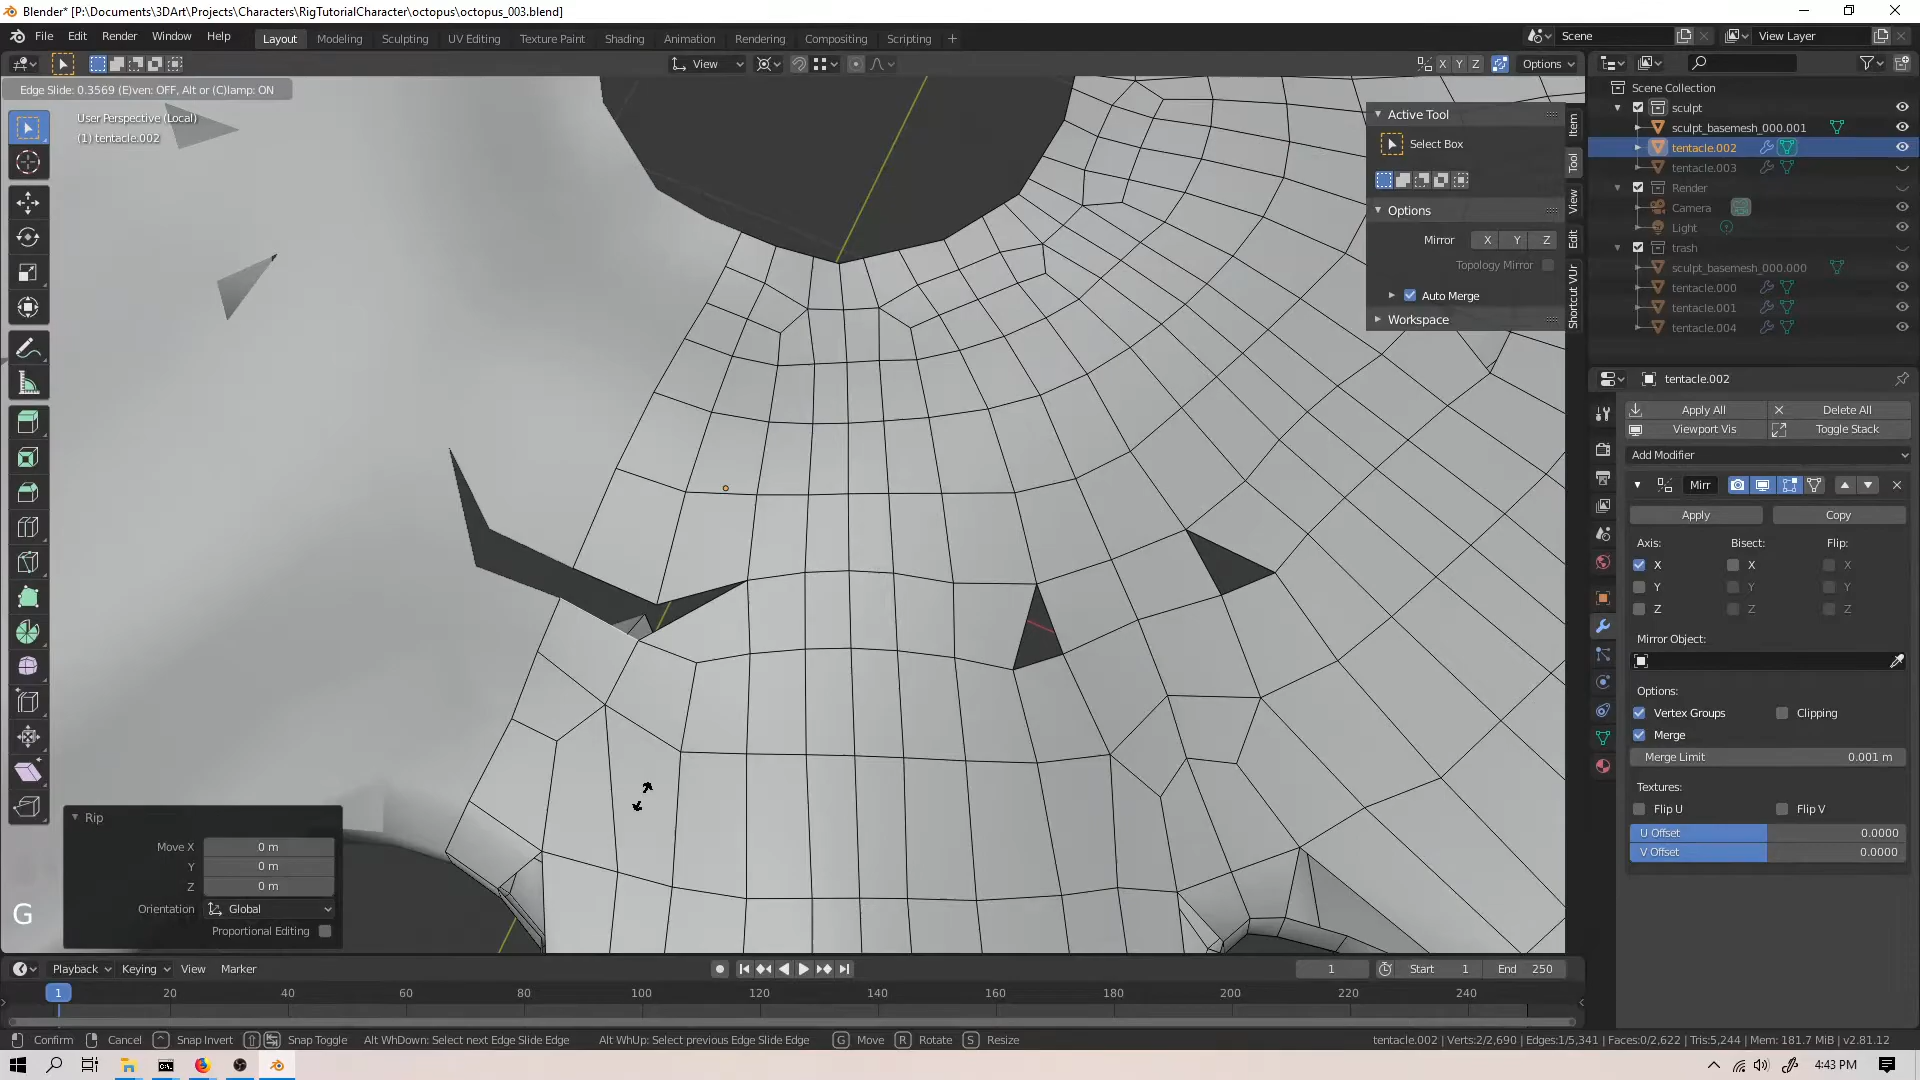 Blender* [P:\Documents\3DArt\Projects\Characters\RigTutorialCharacter\octopus\octopus_003.blend]
File Edit Render Window Help Layout Modeling Sculpting UV Editing Texture Paint Shading Animation Rendering Compositing Scripting + Scene View Layer
View X Y Z Options
Edge Slide: 0.3569 (E)ven: OFF, Alt or (C)lamp: ON
User Perspective (Local)
(1) tentacle.002
Active Tool
Select Box
Options
Mirror X Y Z
Topology Mirror
Auto Merge
Workspace
Item
Tool
View
Edit
Shortcut VUr
Scene Collection
sculpt
sculpt_basemesh_000.001
tentacle.002
tentacle.003
Render
Camera
Light
trash
sculpt_basemesh_000.000
tentacle.000
tentacle.001
tentacle.004
tentacle.002
Apply All Delete All
Viewport Vis Toggle Stack
Add Modifier
Mirr
Apply Copy
Axis: Bisect: Flip:
X X X
Y Y Y
Z Z Z
Mirror Object:
Options:
Vertex Groups Clipping
Merge
Merge Limit 0.001 m
Textures:
Flip U Flip V
U Offset 0.0000
V Offset 0.0000
Rip
Move X 0 m
Y 0 m
Z 0 m
Orientation Global
Proportional Editing
G
Playback Keying View Marker 1 Start 1 End 250
1 20 40 60 80 100 120 140 160 180 200 220 240
Confirm Cancel Snap Invert Snap Toggle Alt WhDown: Select next Edge Slide Edge Alt WhUp: Select previous Edge Slide Edge G Move R Rotate S Resize tentacle.002 | Verts:2/2,690 | Edges:1/5,341 | Faces:0/2,622 | Tris:5,244 | Mem: 181.7 MiB | v2.81.12
4:43 PM